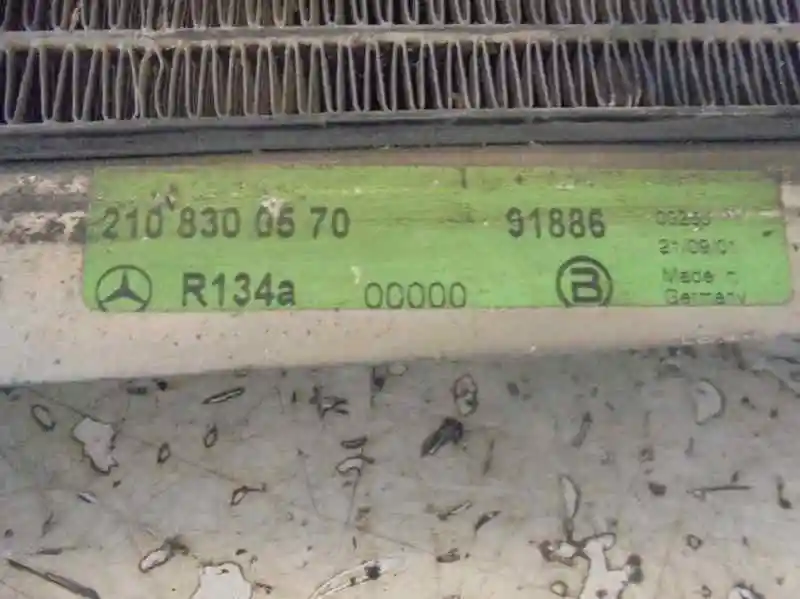 210 830 05 70 91886
21/09/01
R134a 00000 B Made in
Germany